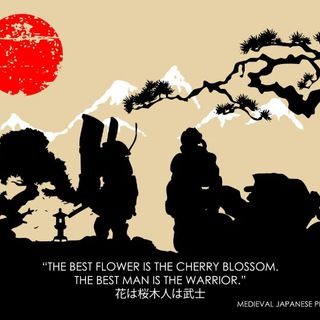 “THE BEST FLOWER IS THE CHERRY BLOSSOM.
THE BEST MAN IS THE WARRIOR.”
花は桜木人は武士
MEDIEVAL JAPANESE